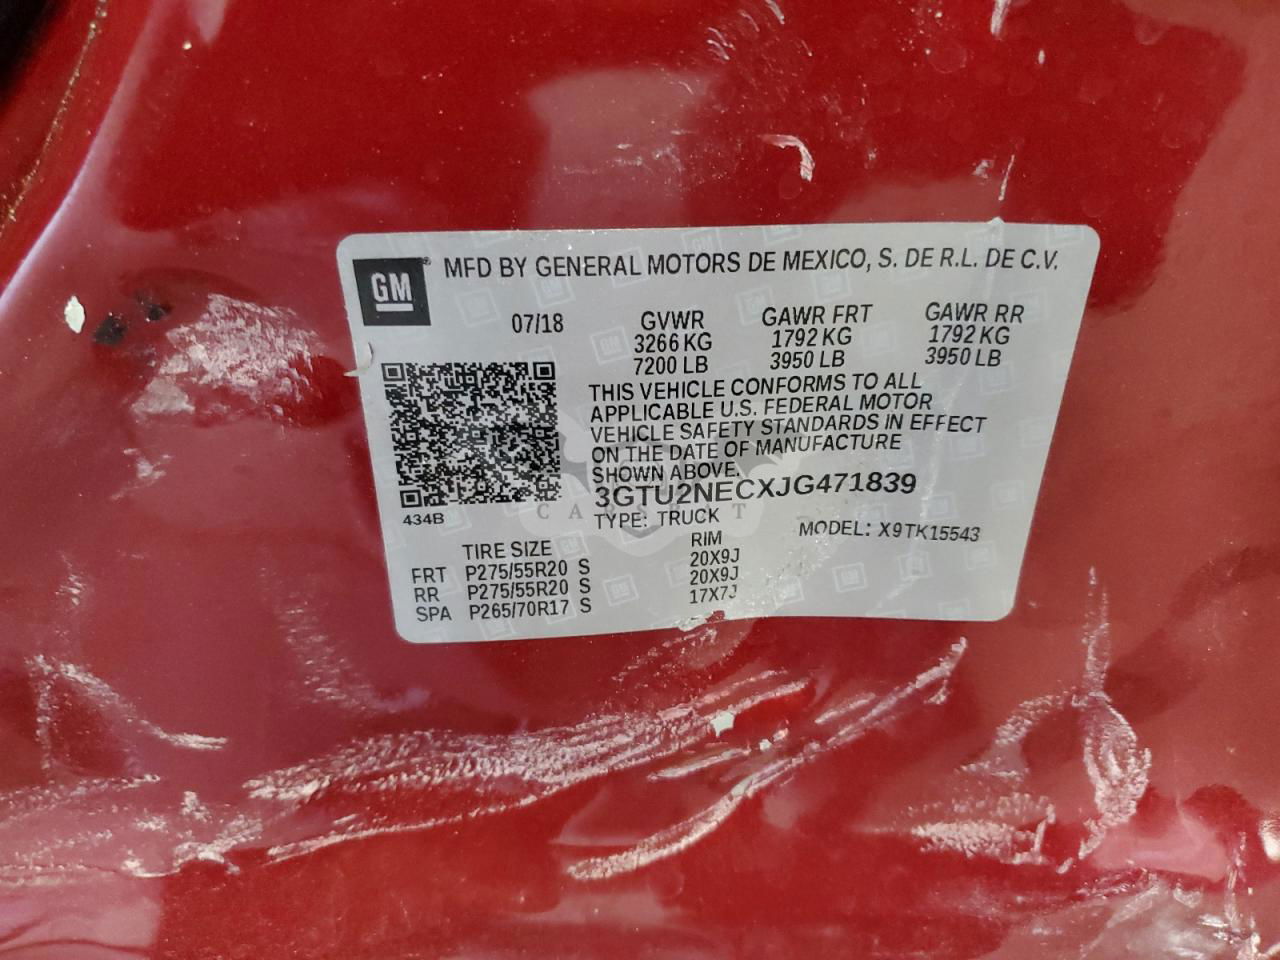 GM® MFD BY GENERAL MOTORS DE MEXICO, S. DE R.L. DE C.V.
07/18 GVWR GAWR FRT GAWR RR
3266 KG 1792 KG 1792 KG
7200 LB 3950 LB 3950 LB
THIS VEHICLE CONFORMS TO ALL
APPLICABLE U.S. FEDERAL MOTOR
VEHICLE SAFETY STANDARDS IN EFFECT
ON THE DATE OF MANUFACTURE
SHOWN ABOVE.
3GTU2NECXJG471839
434B
TYPE: TRUCK MODEL: X9TK15543
TIRE SIZE RIM
FRT P275/55R20 S 20X9J
RR P275/55R20 S 20X9J
SPA P265/70R17 S 17X7J